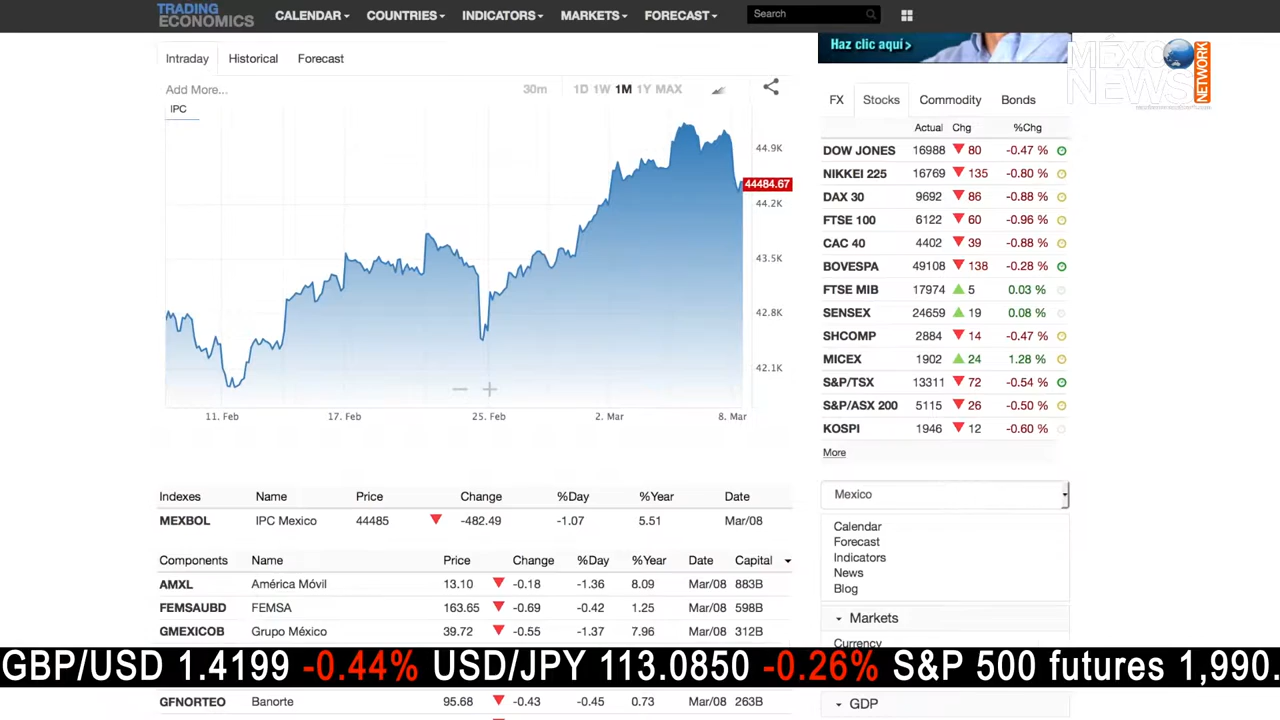 TRADING
ECONOMICS
CALENDAR COUNTRIES INDICATORS MARKETS FORECAST
Search
Haz clic aquí >
MÉXICO
NEWS
NETWORK
Intraday Historical Forecast
Add More...
30m 1D 1W 1M 1Y MAX
IPC
44.9K
44484.67
44.2K
43.5K
42.8K
42.1K
11. Feb 17. Feb 25. Feb 2. Mar 8. Mar
FX Stocks Commodity Bonds
Actual Chg %Chg
DOW JONES 16988 80 -0.47 %
NIKKEI 225 16769 135 -0.80 %
DAX 30 9692 86 -0.88 %
FTSE 100 6122 60 -0.96 %
CAC 40 4402 39 -0.88 %
BOVESPA 49108 138 -0.28 %
FTSE MIB 17974 5 0.03 %
SENSEX 24659 19 0.08 %
SHCOMP 2884 14 -0.47 %
MICEX 1902 24 1.28 %
S&P/TSX 13311 72 -0.54 %
S&P/ASX 200 5115 26 -0.50 %
KOSPI 1946 12 -0.60 %
More
Indexes Name Price Change %Day %Year Date
MEXBOL IPC Mexico 44485 -482.49 -1.07 5.51 Mar/08
Components Name Price Change %Day %Year Date Capital
AMXL América Móvil 13.10 -0.18 -1.36 8.09 Mar/08 883B
FEMSAUBD FEMSA 163.65 -0.69 -0.42 1.25 Mar/08 598B
GMEXICOB Grupo México 39.72 -0.55 -1.37 7.96 Mar/08 312B
Mexico
Calendar
Forecast
Indicators
News
Blog
Markets
Currency
GBP/USD 1.4199 -0.44% USD/JPY 113.0850 -0.26% S&P 500 futures 1,990.
GFNORTEO Banorte 95.68 -0.43 -0.45 0.73 Mar/08 263B
GDP